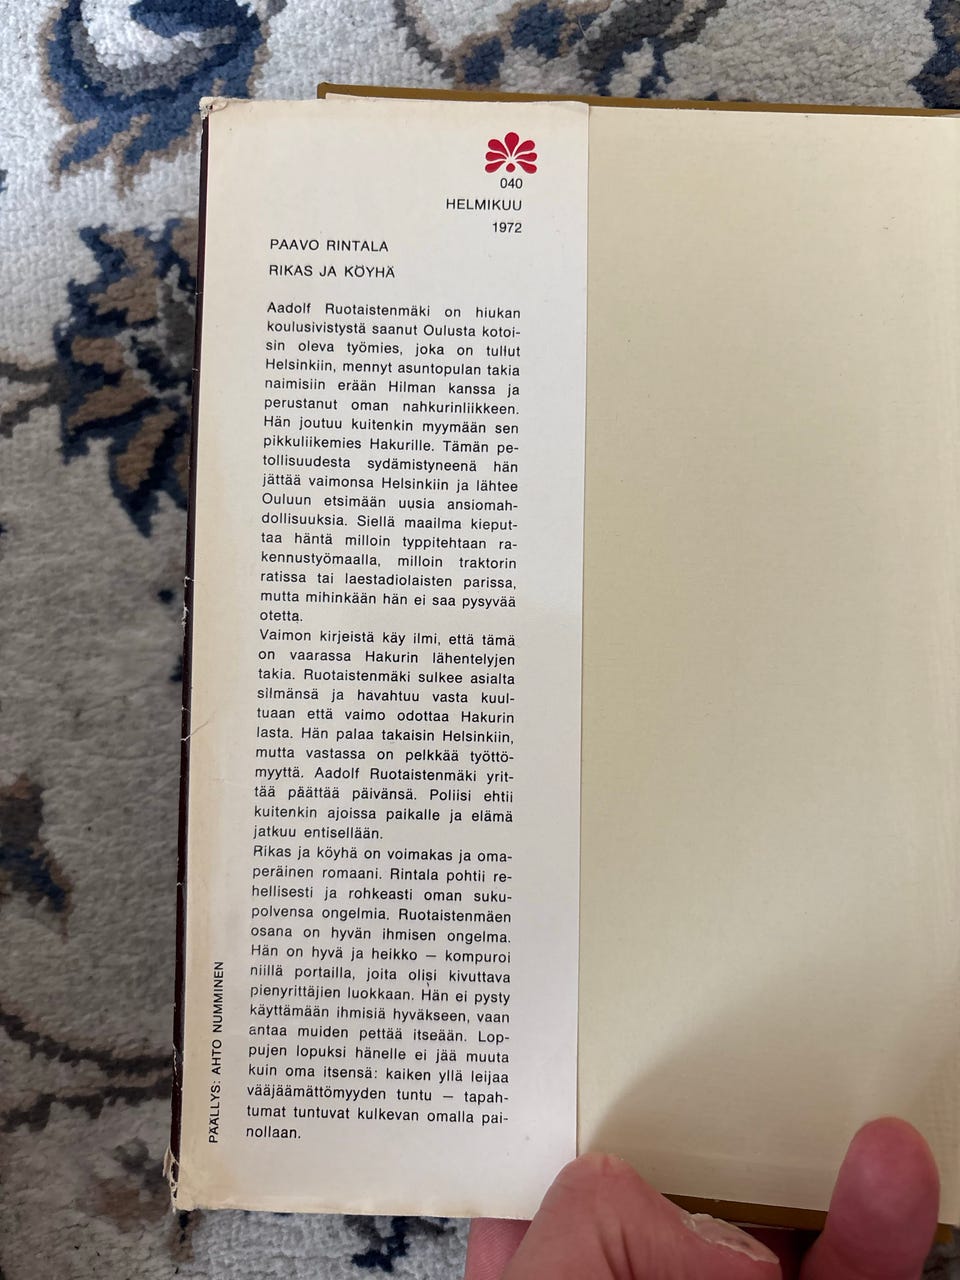 040
HELMIKUU
1972
PAAVO RINTALA
RIKAS JA KÖYHÄ
Aadolf Ruotaistenmäki on hiukan
koulusivistystä saanut Oulusta kotoi-
sin oleva työmies, joka on tullut
Helsinkiin, mennyt asuntopulan takia
naimisiin erään Hilman kanssa ja
perustanut oman nahkurinliikkeen.
Hän joutuu kuitenkin myymään sen
pikkuliikemies Hakurille. Tämän pe-
tollisuudesta sydämistyneenä hän
jättää vaimonsa Helsinkiin ja lähtee
Ouluun etsimään uusia ansiomah-
dollisuuksia. Siellä maailma kieput-
taa häntä milloin typpitehtaan ra-
kennustyömaalla, milloin traktorin
ratissa tai laestadiolaisten parissa,
mutta mihinkään hän ei saa pysyvää
otetta.
Vaimon kirjeistä käy ilmi, että tämä
on vaarassa Hakurin lähentelyjen
takia. Ruotaistenmäki sulkee asialta
silmänsä ja havahtuu vasta kuul-
tuaan että vaimo odottaa Hakurin
lasta. Hän palaa takaisin Helsinkiin,
mutta vastassa on pelkkää työttö-
myyttä. Aadolf Ruotaistenmäki yrit-
tää päättää päivänsä. Poliisi ehtii
kuitenkin ajoissa paikalle ja elämä
jatkuu entisellään.
Rikas ja köyhä on voimakas ja oma-
peräinen romaani. Rintala pohtii re-
hellisesti ja rohkeasti oman suku-
polvensa ongelmia. Ruotaistenmäen
osana on hyvän ihmisen ongelma.
Hän on hyvä ja heikko — kompuroi
niillä portailla, joita olisi kivuttava
pienyrittäjien luokkaan. Hän ei pysty
käyttämään ihmisiä hyväkseen, vaan
antaa muiden pettää itseään. Lop-
pujen lopuksi hänelle ei jää muuta
kuin oma itsensä: kaiken yllä leijaa
vääjäämättömyyden tuntu — tapah-
tumat tuntuvat kulkevan omalla pai-
nollaan.
PÄÄLLYS: AHTO NUMMINEN